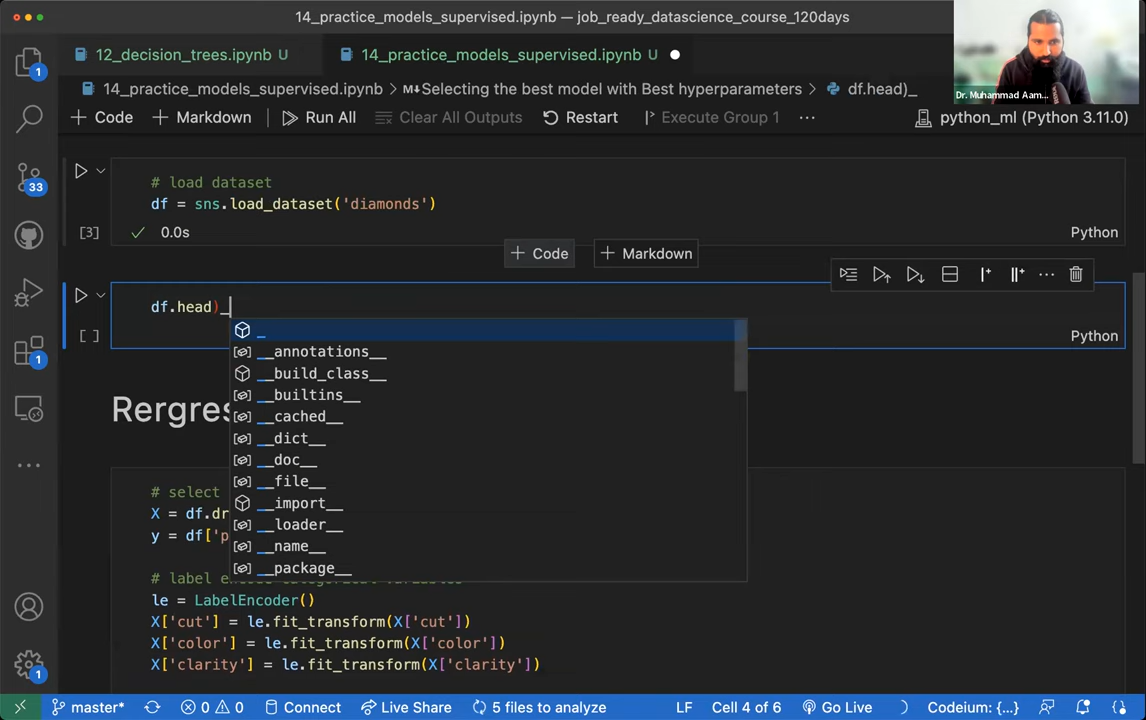 14_practice_models_supervised.ipynb — job_ready_datascience_course_120days
12_decision_trees.ipynb U
14_practice_models_supervised.ipynb U
14_practice_models_supervised.ipynb > M↓Selecting the best model with Best hyperparameters > df.head)_
Dr. Muhammad Aam...
+ Code + Markdown Run All Clear All Outputs Restart Execute Group 1 ... python_ml (Python 3.11.0)
1
33
1
1
# load dataset
df = sns.load_dataset('diamonds')
[3] 0.0s Python
+ Code + Markdown
df.head)_
[ ] Python
_
__annotations__
__build_class__
__builtins__
__cached__
__dict__
__doc__
__file__
__import__
__loader__
__name__
__package__
Rergres
# select
X = df.dr
y = df['p
le = LabelEncoder()
X['cut'] = le.fit_transform(X['cut'])
X['color'] = le.fit_transform(X['color'])
X['clarity'] = le.fit_transform(X['clarity'])
master* 0 0 Connect Live Share 5 files to analyze LF Cell 4 of 6 Go Live Codeium: {...}